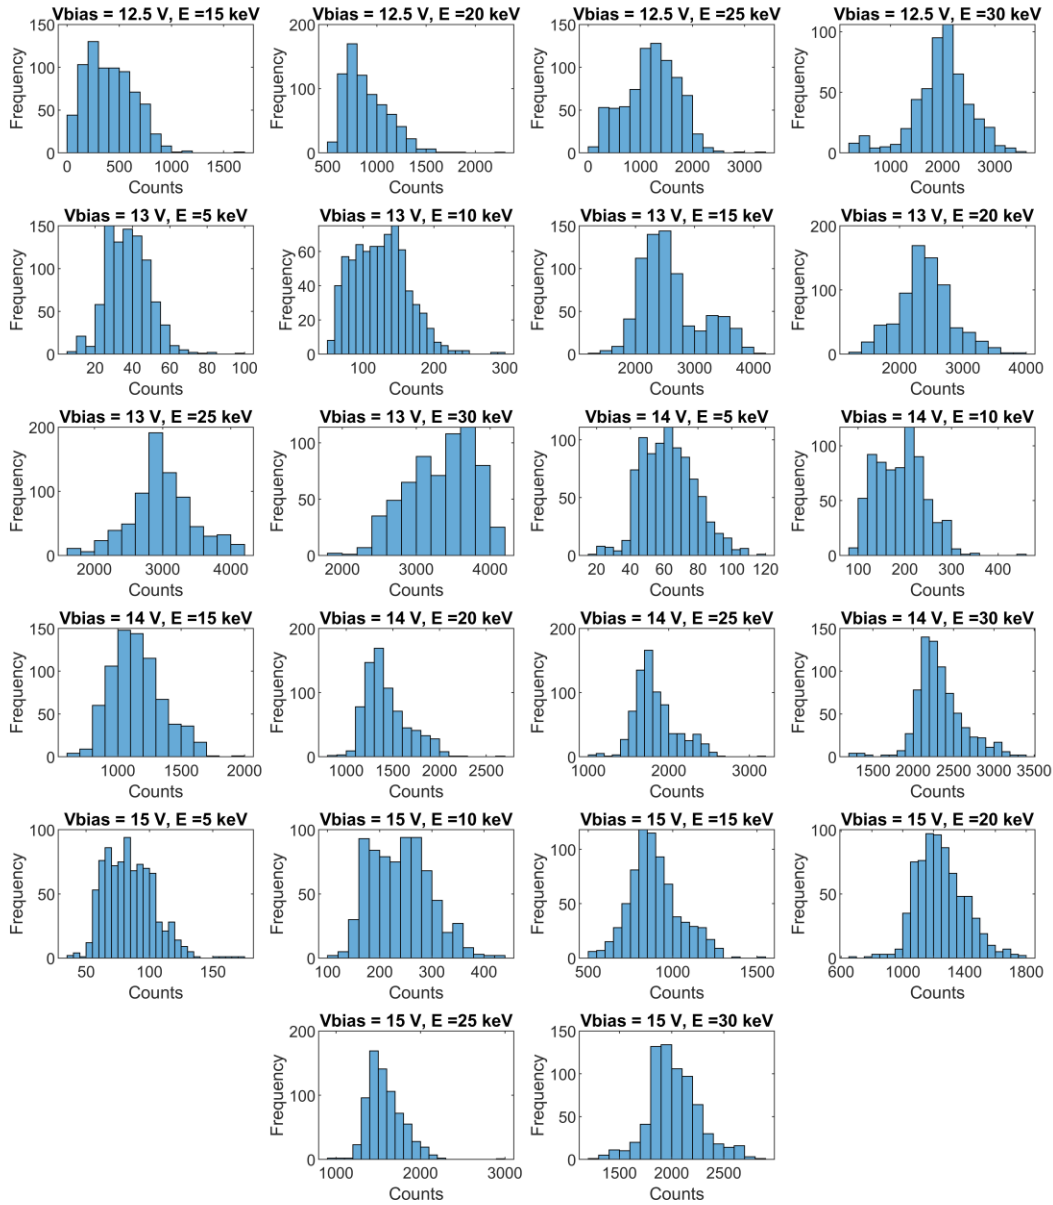 Vbias = 12.5 V, E =15 keV
Frequency
150
100
50
0
0 500 1000 1500
Counts
Vbias = 12.5 V, E =20 keV
Frequency
200
100
0
500 1000 1500 2000
Counts
Vbias = 12.5 V, E =25 keV
Frequency
150
100
50
0
0 1000 2000 3000
Counts
Vbias = 12.5 V, E =30 keV
Frequency
100
50
0
1000 2000 3000
Counts
Vbias = 13 V, E =5 keV
Frequency
150
100
50
0
20 40 60 80 100
Counts
Vbias = 13 V, E =10 keV
Frequency
60
40
20
0
100 200 300
Counts
Vbias = 13 V, E =15 keV
Frequency
150
100
50
0
2000 3000 4000
Counts
Vbias = 13 V, E =20 keV
Frequency
200
100
0
2000 3000 4000
Counts
Vbias = 13 V, E =25 keV
Frequency
200
100
0
2000 3000 4000
Counts
Vbias = 13 V, E =30 keV
Frequency
100
50
0
2000 3000 4000
Counts
Vbias = 14 V, E =5 keV
Frequency
100
50
0
20 40 60 80 100 120
Counts
Vbias = 14 V, E =10 keV
Frequency
100
50
0
100 200 300 400
Counts
Vbias = 14 V, E =15 keV
Frequency
150
100
50
0
1000 1500 2000
Counts
Vbias = 14 V, E =20 keV
Frequency
200
100
0
1000 1500 2000 2500
Counts
Vbias = 14 V, E =25 keV
Frequency
200
100
0
1000 2000 3000
Counts
Vbias = 14 V, E =30 keV
Frequency
150
100
50
0
1500 2000 2500 3000 3500
Counts
Vbias = 15 V, E =5 keV
Frequency
100
50
0
50 100 150
Counts
Vbias = 15 V, E =10 keV
Frequency
100
50
0
100 200 300 400
Counts
Vbias = 15 V, E =15 keV
Frequency
100
50
0
500 1000 1500
Counts
Vbias = 15 V, E =20 keV
Frequency
100
50
0
600 1000 1400 1800
Counts
Vbias = 15 V, E =25 keV
Frequency
200
100
0
1000 2000 3000
Counts
Vbias = 15 V, E =30 keV
Frequency
150
100
50
0
1500 2000 2500
Counts